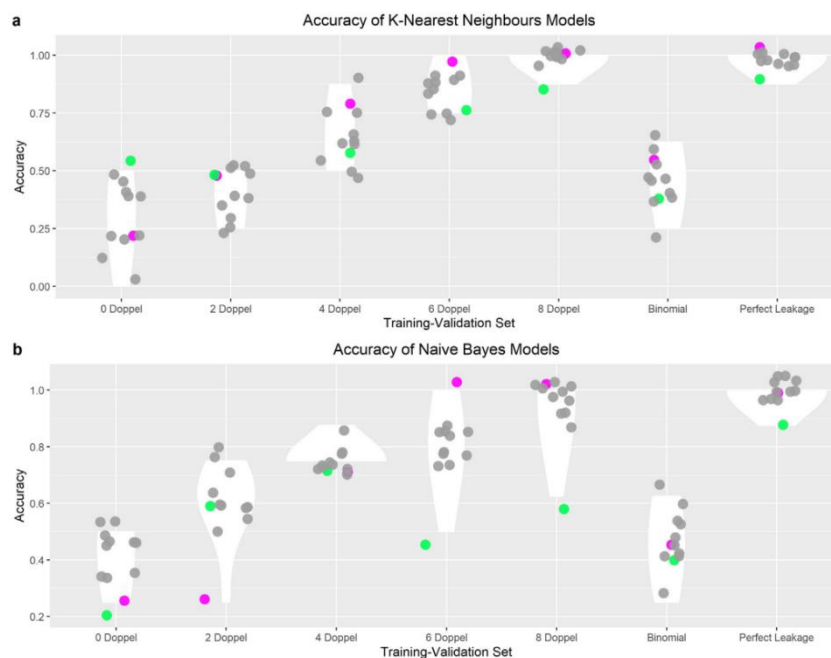 a
Accuracy of K-Nearest Neighbours Models
Accuracy
1.00
0.75
0.50
0.25
0.00
0 Doppel 2 Doppel 4 Doppel 6 Doppel 8 Doppel Binomial Perfect Leakage
Training-Validation Set
b
Accuracy of Naive Bayes Models
Accuracy
1.0
0.8
0.6
0.4
0.2
0 Doppel 2 Doppel 4 Doppel 6 Doppel 8 Doppel Binomial Perfect Leakage
Training-Validation Set